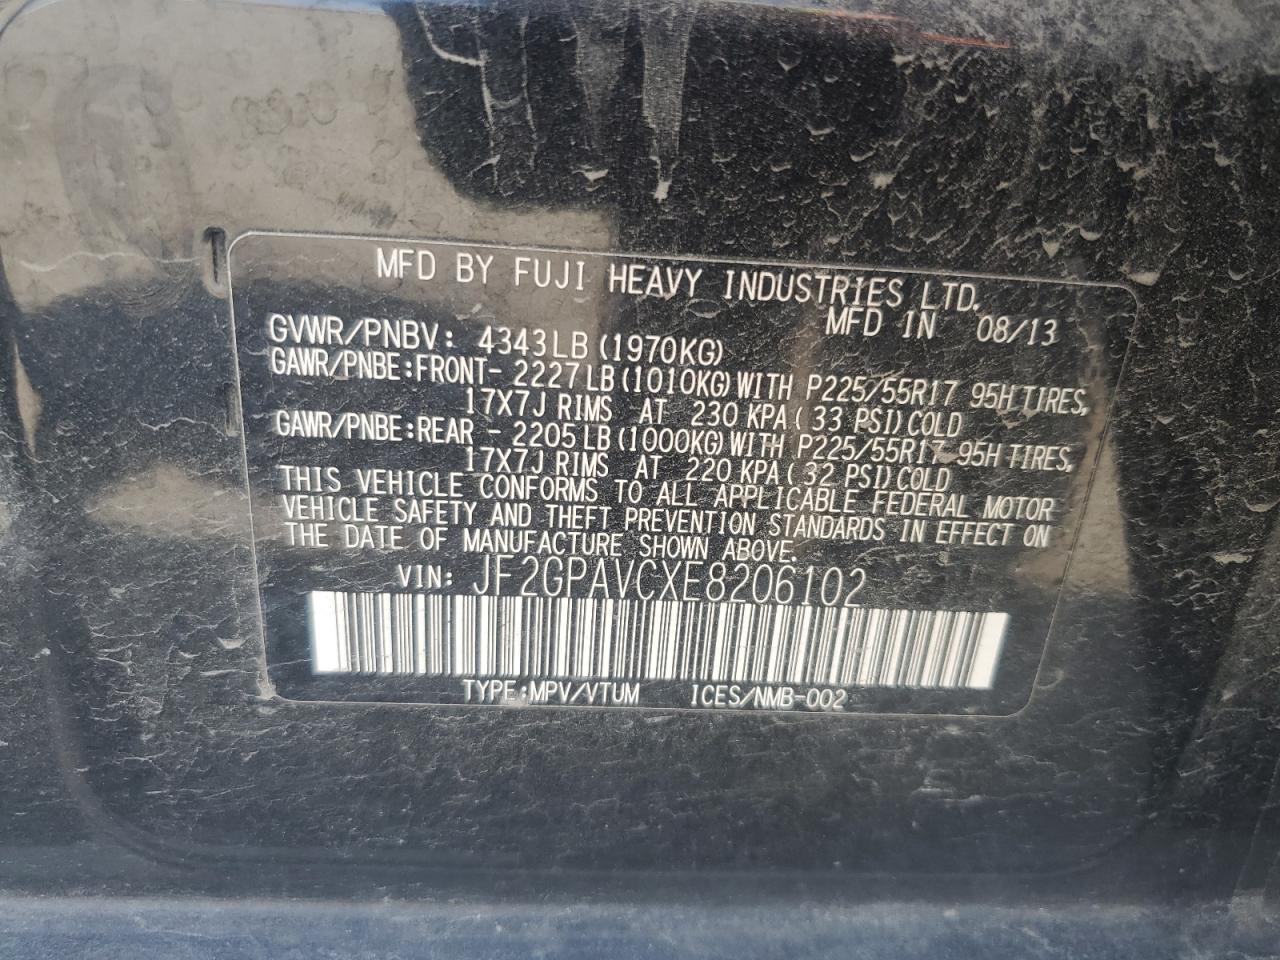 MFD BY FUJI HEAVY INDUSTRIES LTD.
MFD IN 08/13
GVWR/PNBV: 4343LB (1970KG)
GAWR/PNBE:FRONT- 2227LB(1010KG)WITH P225/55R17 95H TIRES,
17X7J RIMS AT 230 KPA( 33 PSI)COLD
GAWR/PNBE:REAR - 2205LB(1000KG)WITH P225/55R17 95H TIRES,
17X7J RIMS AT 220 KPA( 32 PSI)COLD
THIS VEHICLE CONFORMS TO ALL APPLICABLE FEDERAL MOTOR
VEHICLE SAFETY AND THEFT PREVENTION STANDARDS IN EFFECT ON
THE DATE OF MANUFACTURE SHOWN ABOVE.
VIN: JF2GPAVCXE8206102
TYPE:MPV/VTUM ICES/NMB-002